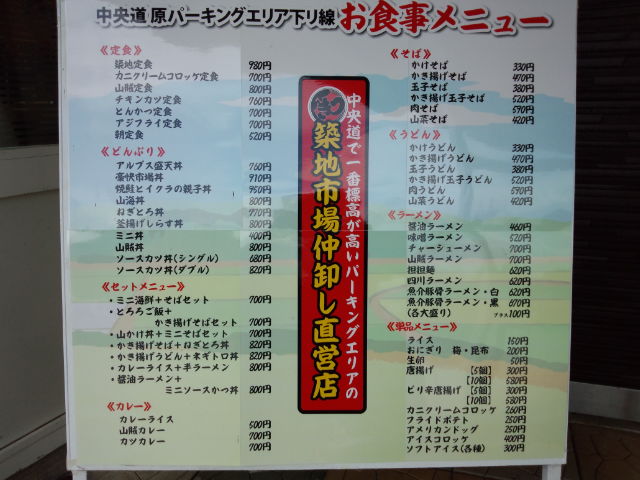 中央道 原パーキングエリア下り線 お食事メニュー
《定食》
築地定食 980円
カニクリームコロッケ定食 700円
山賊定食 800円
チキンカツ定食 760円
とんかつ定食 700円
アジフライ定食 700円
朝定食 520円
《どんぶり》
アルプス盛天丼 760円
豪快市場丼 910円
焼鮭とイクラの親子丼 950円
山海丼 800円
ねぎとろ丼 770円
釜揚げしらす丼 800円
ミニ丼 400円
山賊丼 800円
ソースカツ丼(シングル) 680円
ソースカツ丼(ダブル) 820円
《セットメニュー》
・ミニ海鮮＋そばセット 700円
・とろろご飯＋
かき揚げそばセット 700円
・山かけ丼＋ミニそばセット 700円
・かき揚げそば＋ねぎとろ丼 820円
・かき揚げうどん＋ネギトロ丼 820円
・カレーライス＋半ラーメン 800円
・醤油ラーメン＋
ミニソースかつ丼 800円
《カレー》
カレーライス 500円
山賊カレー 700円
カツカレー 700円
中央道で一番標高が高いパーキングエリアの
築地市場仲卸し直営店
《そば》
かけそば 330円
かき揚げそば 470円
玉子そば 380円
かき揚げ玉子そば 520円
肉そば 570円
山菜そば 420円
《うどん》
かけうどん 330円
かき揚げうどん 470円
玉子うどん 380円
かき揚げ玉子うどん 520円
肉うどん 570円
山菜うどん 420円
《ラーメン》
醤油ラーメン 460円
味噌ラーメン 520円
チャーシューメン 700円
山賊ラーメン 700円
担担麺 620円
四川ラーメン 620円
魚介豚骨ラーメン・白 620円
魚介豚骨ラーメン・黒 670円
(各大盛り) プラス100円
《単品メニュー》
ライス 150円
おにぎり 梅・昆布 200円
生卵 50円
唐揚げ [5個] 300円
[10個] 580円
ピリ辛唐揚げ [5個] 300円
[10個] 580円
カニクリームコロッケ 260円
フライドポテト 250円
アメリカンドッグ 250円
アイスコロッケ 400円
ソフトアイス(各種) 300円